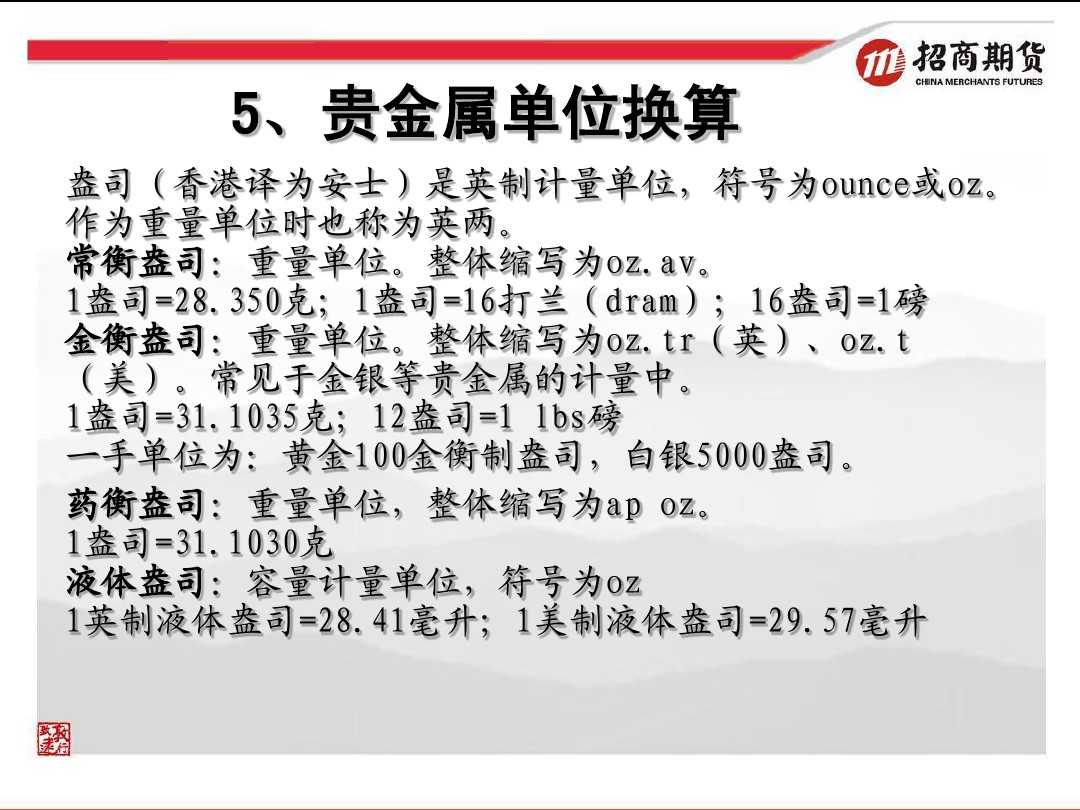 招商期货
CHINA MERCHANTS FUTURES
5、贵金属单位换算
盎司（香港译为安士）是英制计量单位，符号为ounce或oz。
作为重量单位时也称为英两。
常衡盎司：重量单位。整体缩写为oz.av。
1盎司=28.350克；1盎司=16打兰（dram）；16盎司=1磅
金衡盎司：重量单位。整体缩写为oz.tr（英）、oz.t
（美）。常见于金银等贵金属的计量中。
1盎司=31.1035克；12盎司=1 lbs磅
一手单位为：黄金100金衡制盎司，白银5000盎司。
药衡盎司：重量单位，整体缩写为ap oz。
1盎司=31.1030克
液体盎司：容量计量单位，符号为oz
1英制液体盎司=28.41毫升；1美制液体盎司=29.57毫升